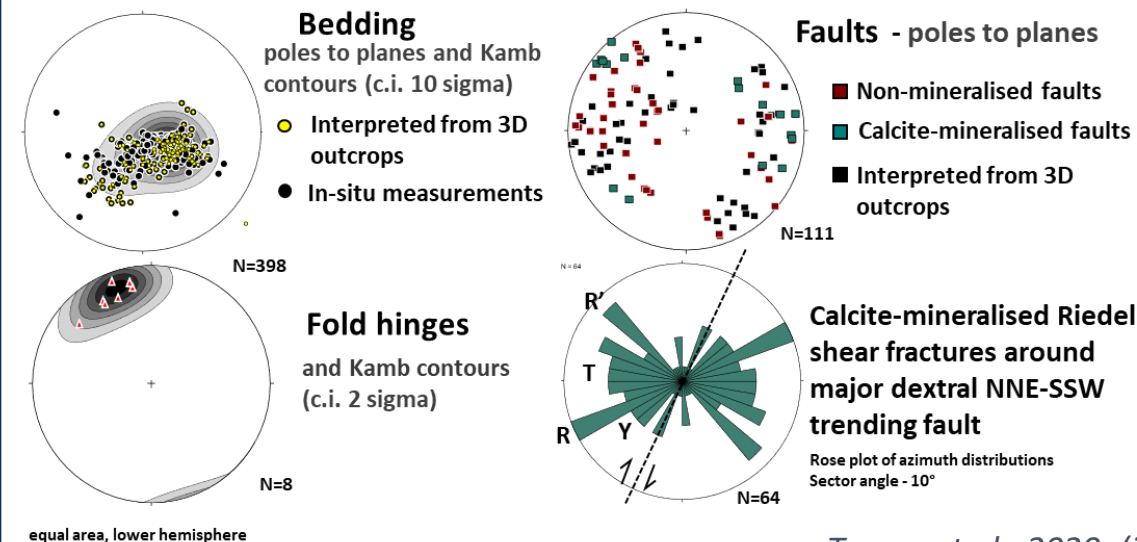 Bedding
poles to planes and Kamb
contours (c.i. 10 sigma)
Interpreted from 3D
outcrops
In-situ measurements
N=398
Faults - poles to planes
Non-mineralised faults
Calcite-mineralised faults
Interpreted from 3D
outcrops
N=111
Fold hinges
and Kamb contours
(c.i. 2 sigma)
N=8
equal area, lower hemisphere
N = 64
R'
T
R
Y
N=64
Calcite-mineralised Riedel
shear fractures around
major dextral NNE-SSW
trending fault
Rose plot of azimuth distributions
Sector angle - 10°